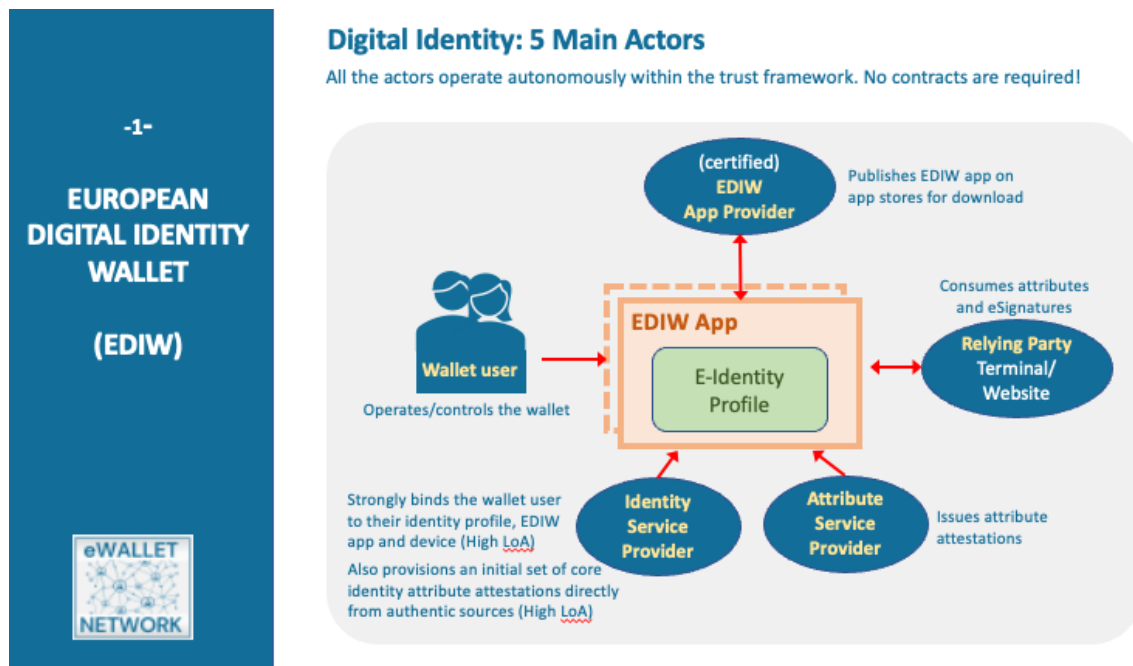 -1-
EUROPEAN
DIGITAL IDENTITY
WALLET
(EDIW)
eWALLET
NETWORK
Digital Identity: 5 Main Actors
All the actors operate autonomously within the trust framework. No contracts are required!
(certified)
EDIW
App Provider
Publishes EDIW app on
app stores for download
Wallet user
Operates/controls the wallet
EDIW App
E-Identity
Profile
Consumes attributes
and eSignatures
Relying Party
Terminal/
Website
Strongly binds the wallet user
to their identity profile, EDIW
app and device (High LoA)
Also provisions an initial set of core
identity attribute attestations directly
from authentic sources (High LoA)
Identity
Service
Provider
Attribute
Service
Provider
Issues attribute
attestations